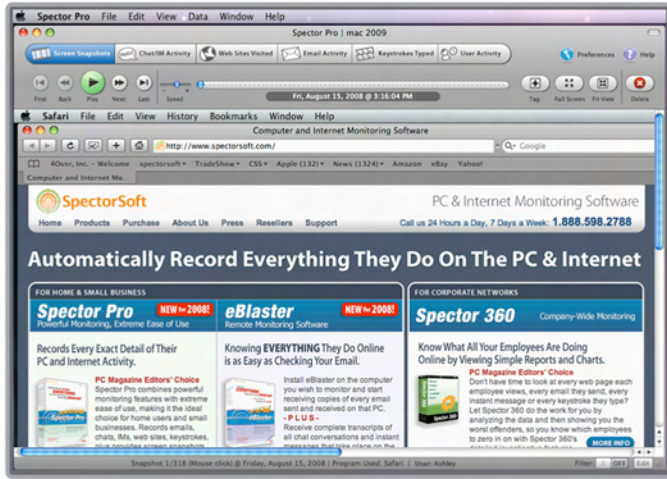 Spector Pro File Edit View Data Window Help
Spector Pro | mac 2009
Screen Snapshots Chat/IM Activity Web Sites Visited Email Activity Keystrokes Typed User Activity Preferences Help
First Back Play Next Last Speed Fri, August 15, 2008 @ 3:16:04 PM Tag Full Screen Fit View Delete
Safari File Edit View History Bookmarks Window Help
Computer and Internet Monitoring Software
http://www.spectorsoft.com/ Google
4Over, Inc. - Welcome spectorsoft TradeShow CSS Apple (132) News (1324) Amazon eBay Yahoo!
Computer and Internet Mo...
SpectorSoft PC & Internet Monitoring Software
Home Products Purchase About Us Press Resellers Support Call us 24 Hours a Day, 7 Days a Week: 1.888.598.2788
Automatically Record Everything They Do On The PC & Internet
FOR HOME & SMALL BUSINESS
Spector Pro NEW for 2008!
Powerful Monitoring, Extreme Ease of Use
Records Every Exact Detail of Their
PC and Internet Activity.
PC Magazine Editors' Choice
Spector Pro combines powerful
monitoring features with extreme
ease of use, making it the ideal
choice for home users and small
businesses. Records emails,
chats, IMs, web sites, keystrokes,
plus provides screen snapshots
eBlaster NEW for 2008!
Remote Monitoring Software
Knowing EVERYTHING They Do Online
is as Easy as Checking Your Email.
Install eBlaster on the computer
you wish to monitor and start
receiving copies of every email
sent and received on that PC.
- PLUS -
Receive complete transcripts of
all chat conversations and instant
messages that take place on the
FOR CORPORATE NETWORKS
Spector 360 Company-Wide Monitoring
Know What All Your Employees Are Doing
Online by Viewing Simple Reports and Charts.
PC Magazine Editors' Choice
Don't have time to look at every web page each
employee views, every email they send, every
instant message or every keystroke they type?
Let Spector 360 do the work for you by
analyzing the data and then showing you the
worst offenders, so you know which employees
to zero in on with Spector 360's
MORE INFO
Snapshot 1/318 (Mouse click) @ Friday, August 15, 2008 | Program Used: Safari | User: Ashley Filter: OFF Edit